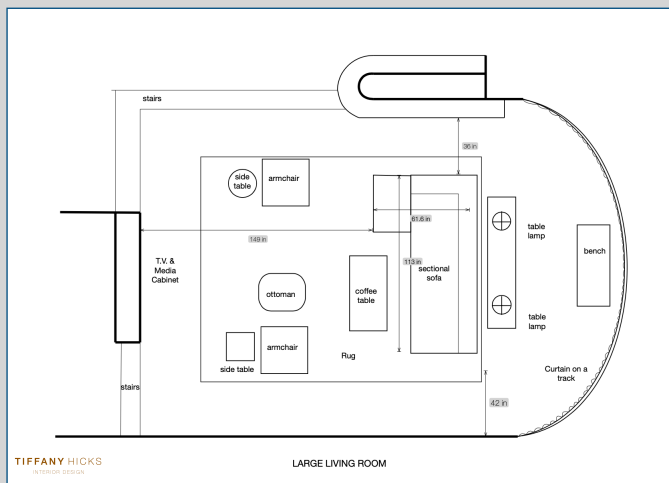 stairs
36 in
side
table
armchair
61.6 in
149 in
113 in
sectional
sofa
table
lamp
bench
T.V. &
Media
Cabinet
ottoman
coffee
table
table
lamp
armchair
side table
Rug
Curtain on a
track
stairs
42 in
TIFFANY HICKS
INTERIOR DESIGN
LARGE LIVING ROOM